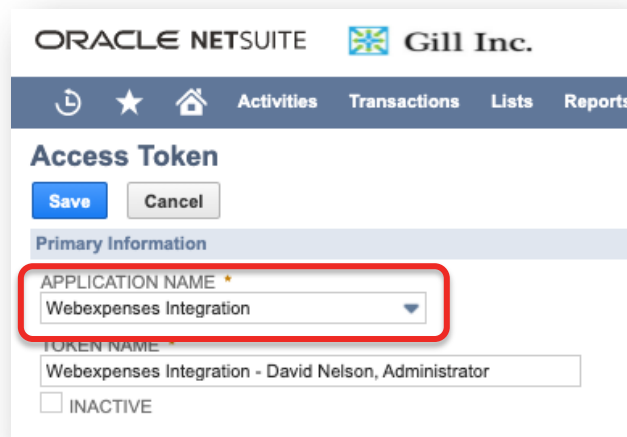 ORACLE NETSUITE Gill Inc.
Activities Transactions Lists Reports
Access Token
Save Cancel
Primary Information
APPLICATION NAME *
Webexpenses Integration
TOKEN NAME *
Webexpenses Integration - David Nelson, Administrator
INACTIVE